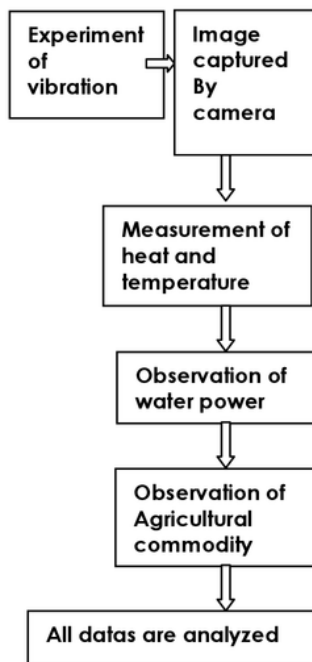 Experiment
of
vibration
Image
captured
By
camera
Measurement of
heat and
temperature
Observation of
water power
Observation of
Agricultural
commodity
All datas are analyzed